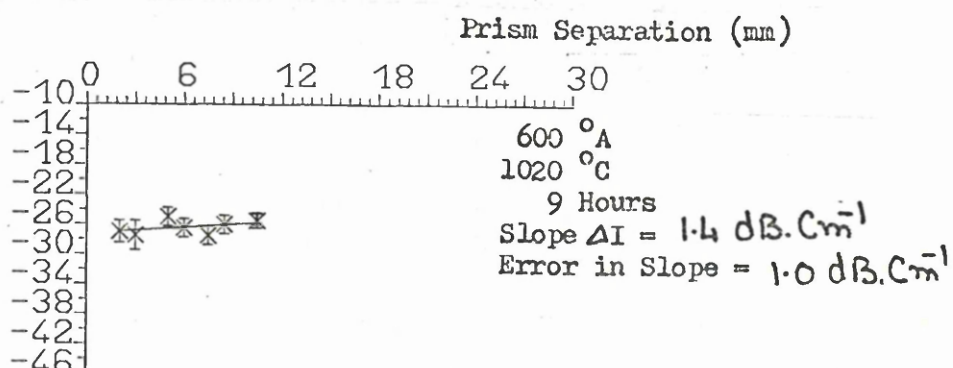 Prism Separation (mm)
0 6 12 18 24 30
-10
-14
-18
-22
-26
-30
-34
-38
-42
-46
600 °A
1020 °C
9 Hours
Slope ΔI = 1.4 dB.Cm⁻¹
Error in Slope = 1.0 dB.Cm⁻¹